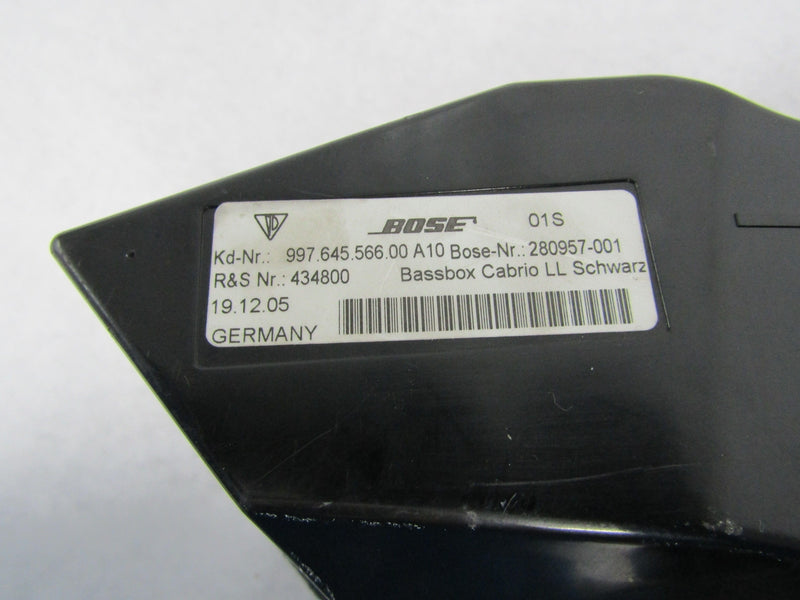 BOSE 01S
Kd-Nr.: 997.645.566.00 A10 Bose-Nr.: 280957-001
R&S Nr.: 434800 Bassbox Cabrio LL Schwarz
19.12.05
GERMANY